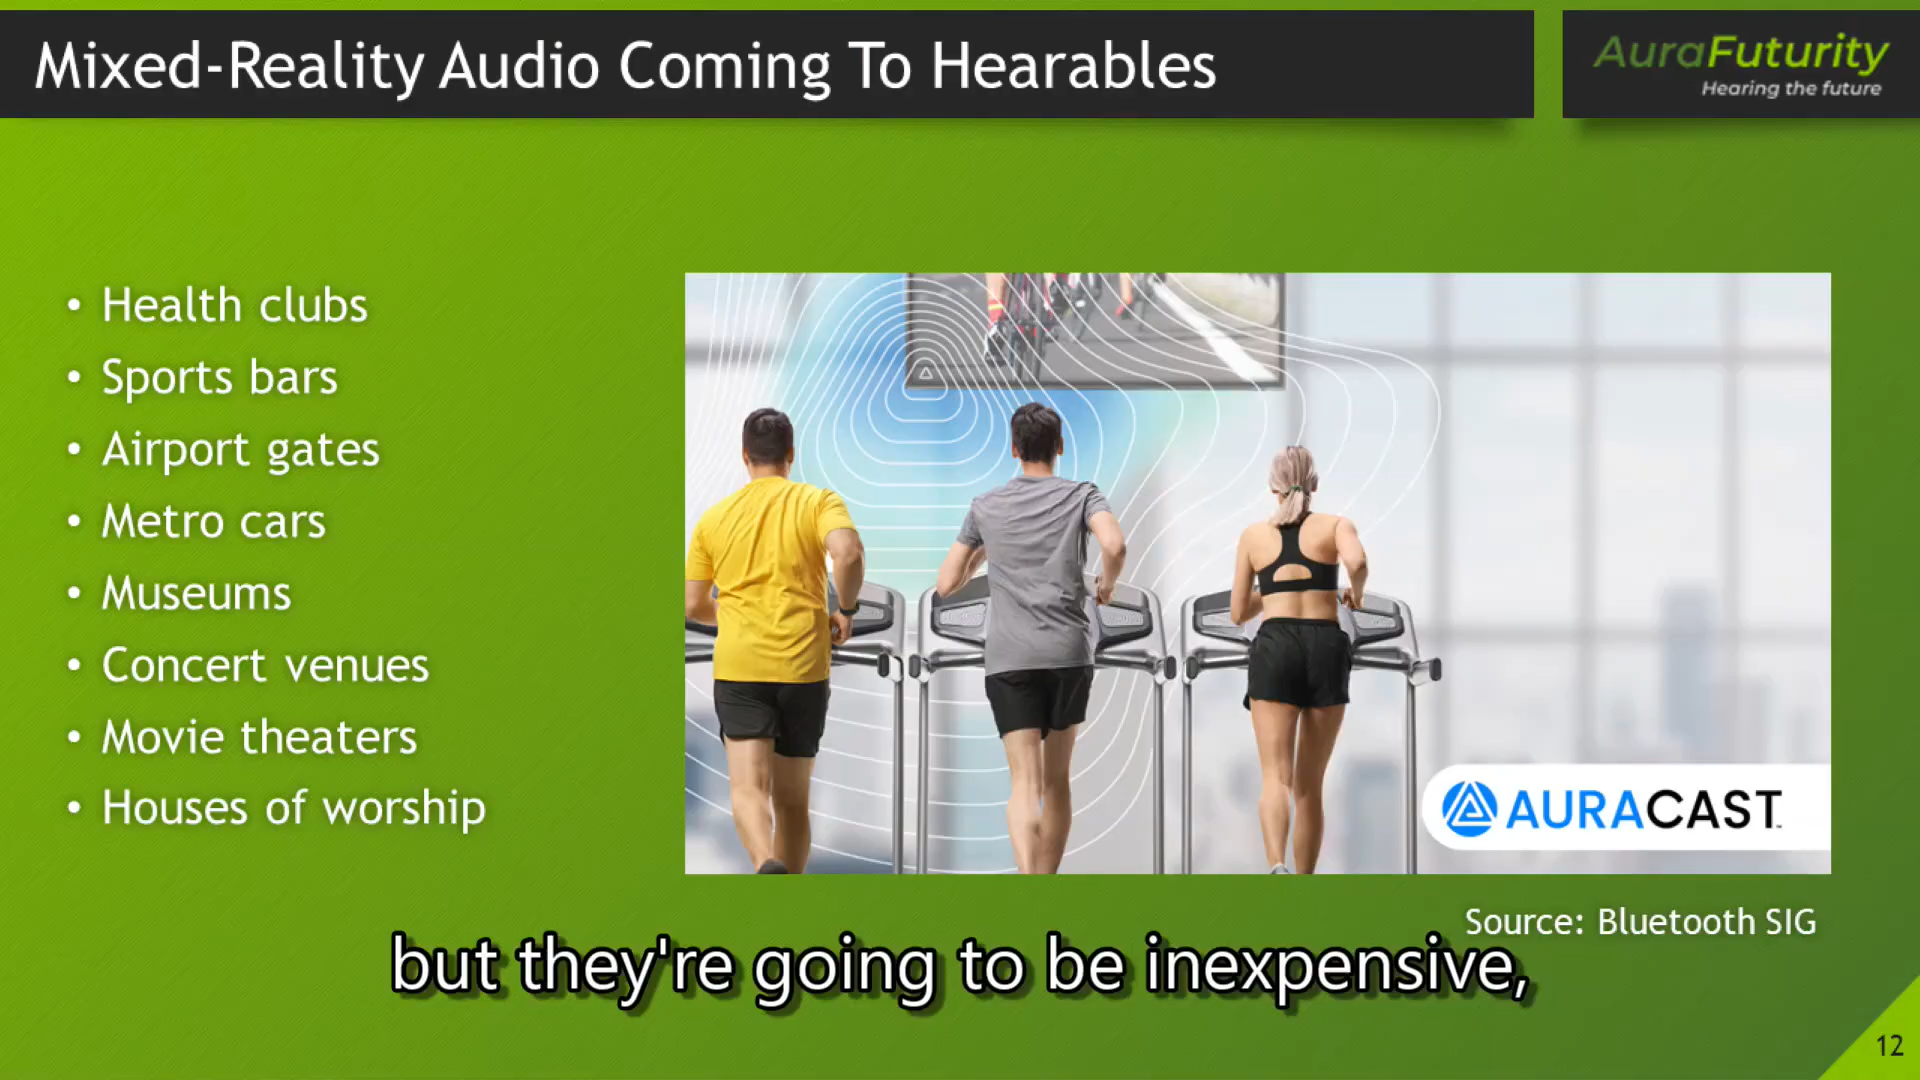 Mixed-Reality Audio Coming To Hearables
AuraFuturity
Hearing the future
• Health clubs
• Sports bars
• Airport gates
• Metro cars
• Museums
• Concert venues
• Movie theaters
• Houses of worship
AURACAST™
Source: Bluetooth SIG
but they're going to be inexpensive,
12